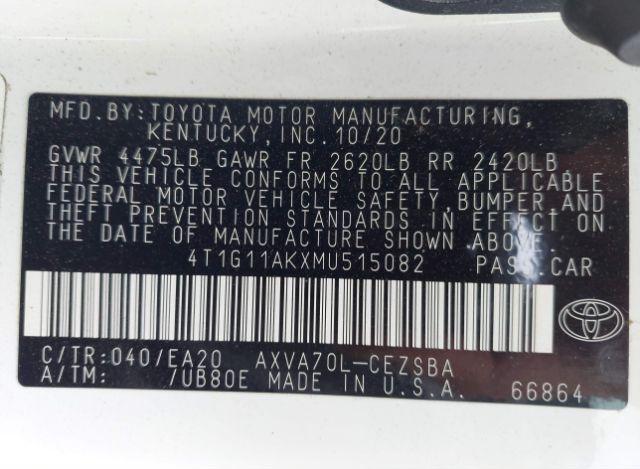 MFD.BY:TOYOTA MOTOR MANUFACTURING,
KENTUCKY, INC. 10/20
GVWR 4475LB GAWR FR 2620LB RR 2420LB
THIS VEHICLE CONFORMS TO ALL APPLICABLE
FEDERAL MOTOR VEHICLE SAFETY, BUMPER AND
THEFT PREVENTION STANDARDS IN EFFECT ON THE
DATE OF MANUFACTURE SHOWN ABOVE.
4T1G11AKXMU515082 PASS.CAR
C/TR:040/EA20 AXVA70L-CEZSBA
A/TM: /UB80E MADE IN U.S.A. 66864